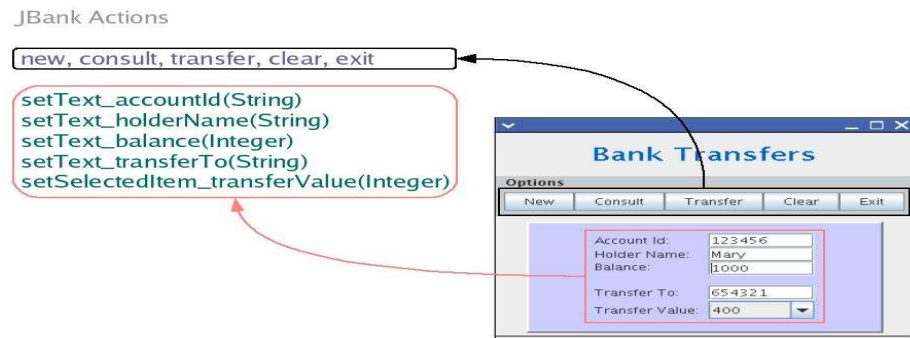 JBank Actions
new, consult, transfer, clear, exit
setText_accountId(String)
setText_holderName(String)
setText_balance(Integer)
setText_transferTo(String)
setSelectedItem_transferValue(Integer)
Bank Transfers
Options
New Consult Transfer Clear Exit
Account Id: 123456
Holder Name: Mary
Balance: 1000
Transfer To: 654321
Transfer Value: 400